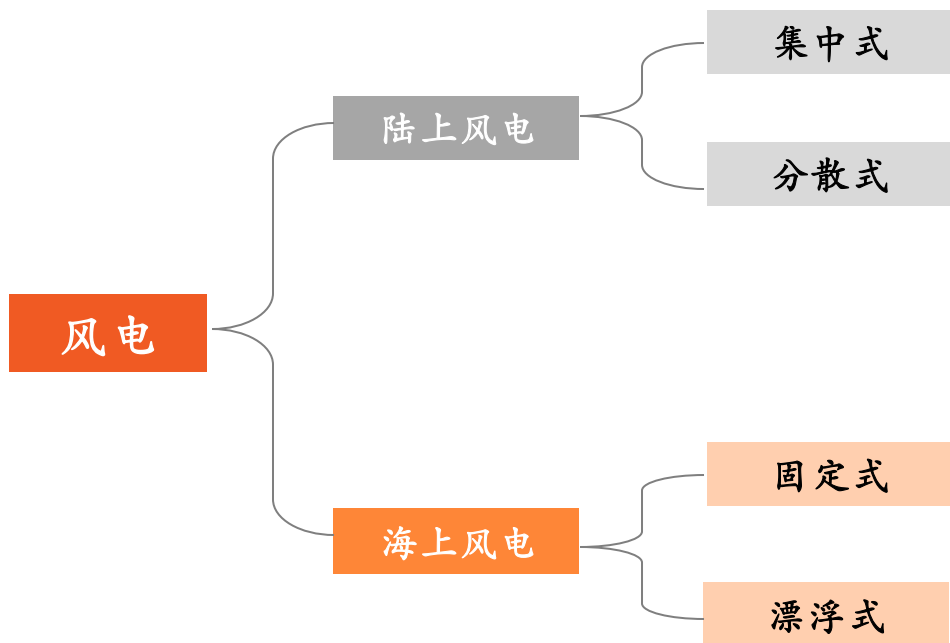 集中式
陆上风电
分散式
风电
固定式
海上风电
漂浮式